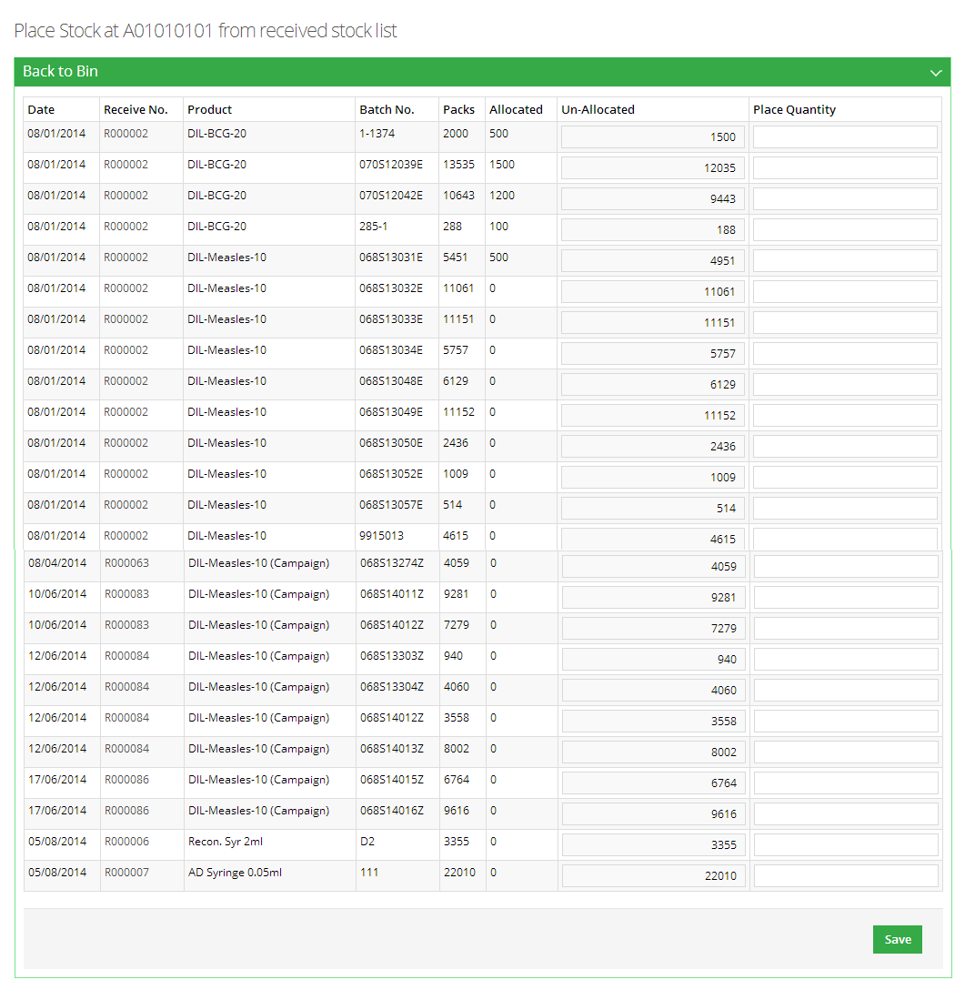 Place Stock at A01010101 from received stock list
Back to Bin
Date Receive No. Product Batch No. Packs Allocated Un-Allocated Place Quantity
08/01/2014 R000002 DIL-BCG-20 1-1374 2000 500 1500
08/01/2014 R000002 DIL-BCG-20 070S12039E 13535 1500 12035
08/01/2014 R000002 DIL-BCG-20 070S12042E 10643 1200 9443
08/01/2014 R000002 DIL-BCG-20 285-1 288 100 188
08/01/2014 R000002 DIL-Measles-10 068S13031E 5451 500 4951
08/01/2014 R000002 DIL-Measles-10 068S13032E 11061 0 11061
08/01/2014 R000002 DIL-Measles-10 068S13033E 11151 0 11151
08/01/2014 R000002 DIL-Measles-10 068S13034E 5757 0 5757
08/01/2014 R000002 DIL-Measles-10 068S13048E 6129 0 6129
08/01/2014 R000002 DIL-Measles-10 068S13049E 11152 0 11152
08/01/2014 R000002 DIL-Measles-10 068S13050E 2436 0 2436
08/01/2014 R000002 DIL-Measles-10 068S13052E 1009 0 1009
08/01/2014 R000002 DIL-Measles-10 068S13057E 514 0 514
08/01/2014 R000002 DIL-Measles-10 9915013 4615 0 4615
08/04/2014 R000063 DIL-Measles-10 (Campaign) 068S13274Z 4059 0 4059
10/06/2014 R000083 DIL-Measles-10 (Campaign) 068S14011Z 9281 0 9281
10/06/2014 R000083 DIL-Measles-10 (Campaign) 068S14012Z 7279 0 7279
12/06/2014 R000084 DIL-Measles-10 (Campaign) 068S13303Z 940 0 940
12/06/2014 R000084 DIL-Measles-10 (Campaign) 068S13304Z 4060 0 4060
12/06/2014 R000084 DIL-Measles-10 (Campaign) 068S14012Z 3558 0 3558
12/06/2014 R000084 DIL-Measles-10 (Campaign) 068S14013Z 8002 0 8002
17/06/2014 R000086 DIL-Measles-10 (Campaign) 068S14015Z 6764 0 6764
17/06/2014 R000086 DIL-Measles-10 (Campaign) 068S14016Z 9616 0 9616
05/08/2014 R000006 Recon. Syr 2ml D2 3355 0 3355
05/08/2014 R000007 AD Syringe 0.05ml 111 22010 0 22010
Save